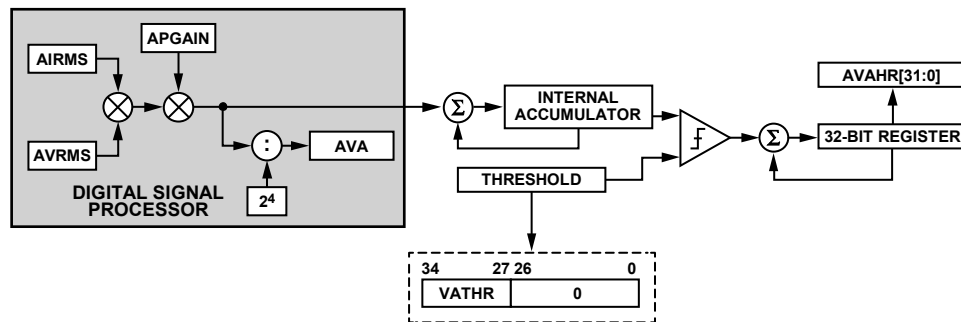 AIRMS
APGAIN
AVRMS
:
AVA
2⁴
DIGITAL SIGNAL
PROCESSOR
Σ
INTERNAL
ACCUMULATOR
THRESHOLD
Σ
AVAHR[31:0]
32-BIT REGISTER
34 27 26 0
VATHR 0